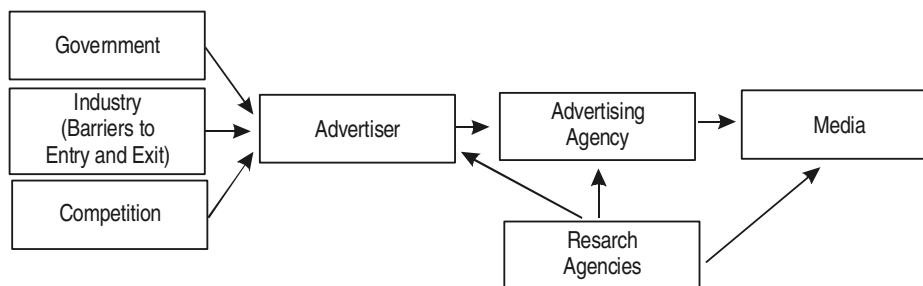 Government
Industry
(Barriers to
Entry and Exit)
Competition
Advertiser
Advertising
Agency
Media
Resarch
Agencies